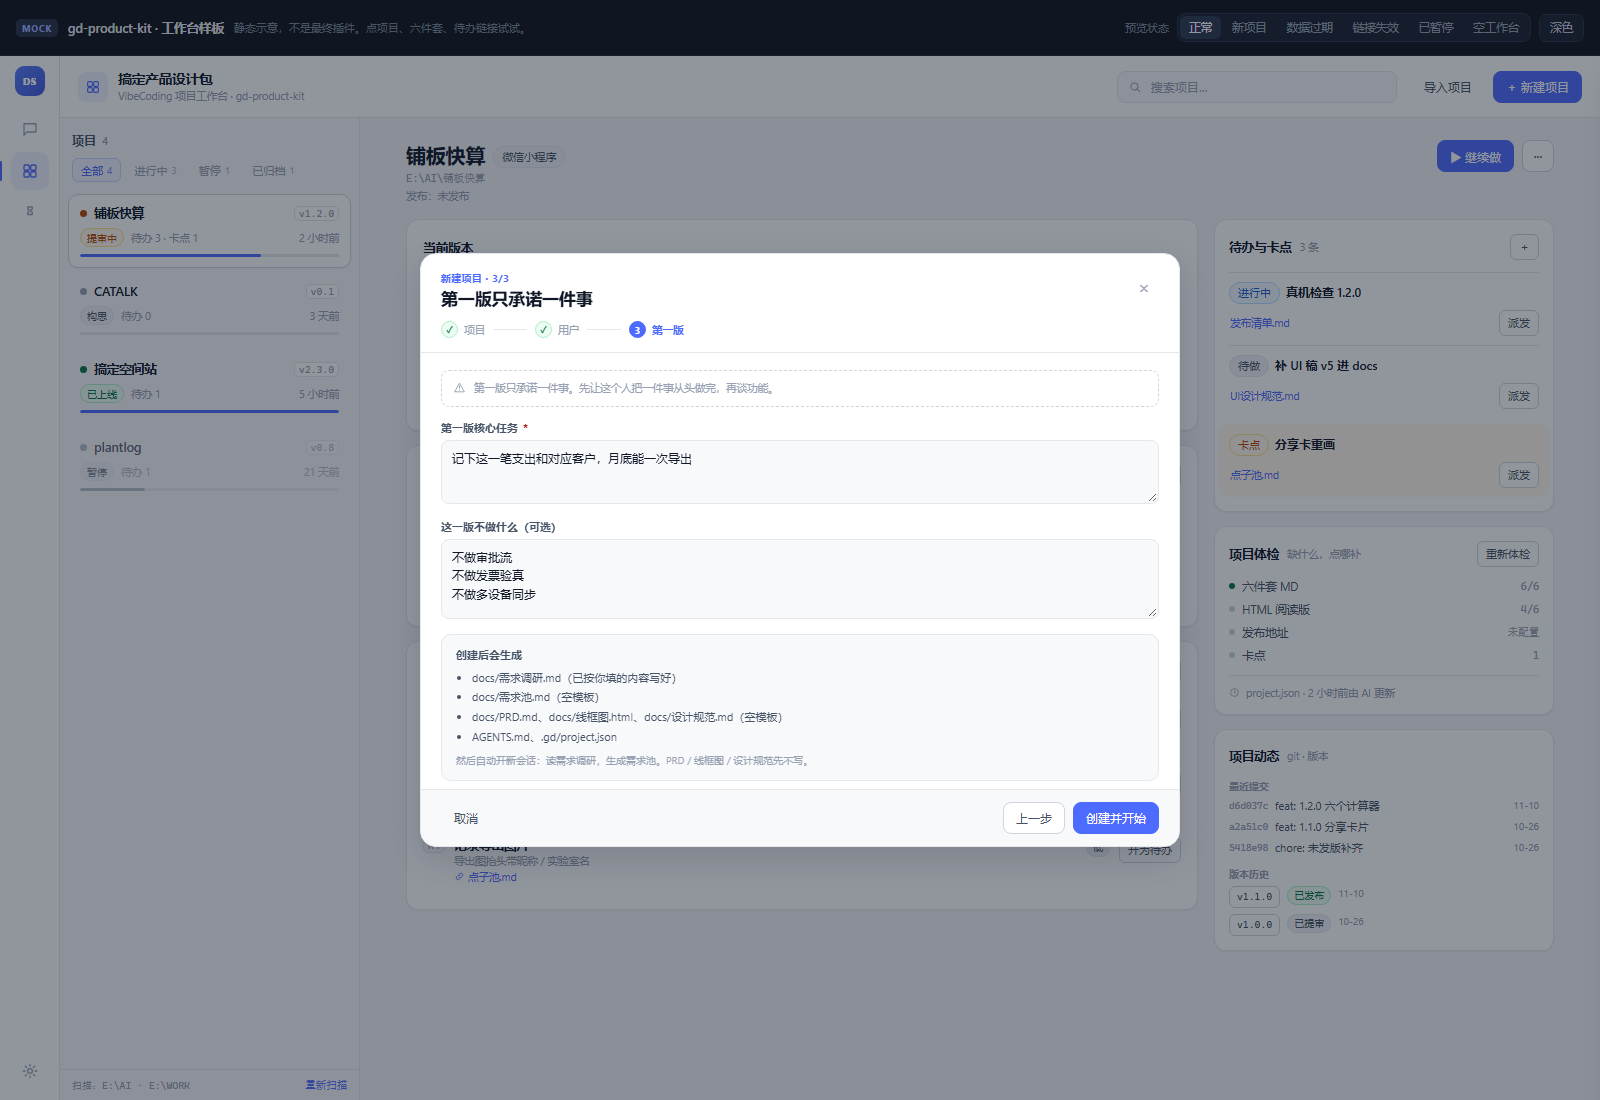 MOCK gd-product-kit · 工作台样板 静态示意，不是最终插件。点项目、六件套、待办链接试试。
预览状态 正常 新项目 数据过期 链接失效 已暂停 空工作台 深色
DS
搞定产品设计包
VibeCoding 项目工作台 · gd-product-kit
搜索项目...
导入项目
+ 新建项目
项目 4
全部 4 进行中 3 暂停 1 已归档 1
铺板快算 v1.2.0
提审中 待办 3 · 卡点 1 2 小时前
CATALK v0.1
构思 待办 0 3 天前
搞定空间站 v2.3.0
已上线 待办 1 5 小时前
plantlog v0.8
暂停 待办 1 21 天前
扫描：E:\AI · E:\WORK 重新扫描
铺板快算 微信小程序
E:\AI\铺板快算
发布：未发布
▶ 继续做 ...
当前版本
新建项目 · 3/3
第一版只承诺一件事
✓ 项目 ✓ 用户 3 第一版
第一版只承诺一件事。先让这个人把一件事从头做完，再谈功能。
第一版核心任务 *
记下这一笔支出和对应客户，月底能一次导出
这一版不做什么（可选）
不做审批流
不做发票验真
不做多设备同步
创建后会生成
• docs/需求调研.md（已按你填的内容写好）
• docs/需求池.md（空模板）
• docs/PRD.md、docs/线框图.html、docs/设计规范.md（空模板）
• AGENTS.md、.gd/project.json
然后自动开新会话：读需求调研，生成需求池。PRD / 线框图 / 设计规范先不写。
取消 上一步 创建并开始
导出图抬头带昵称 / 实验室名
点子池.md
待办与卡点 3 条 +
进行中 真机检查 1.2.0
发布清单.md 派发
待做 补 UI 稿 v5 进 docs
UI设计规范.md 派发
卡点 分享卡重画
点子池.md 派发
项目体检 缺什么，点哪补 重新体检
六件套 MD 6/6
HTML 阅读版 4/6
发布地址 未配置
卡点 1
project.json · 2 小时前由 AI 更新
项目动态 git · 版本
最近提交
d6d037c feat: 1.2.0 六个计算器 11-10
a2a51c0 feat: 1.1.0 分享卡片 10-26
5418e98 chore: 未发版补齐 10-26
版本历史
v1.1.0 已发布 11-10
v1.0.0 已提审 10-26